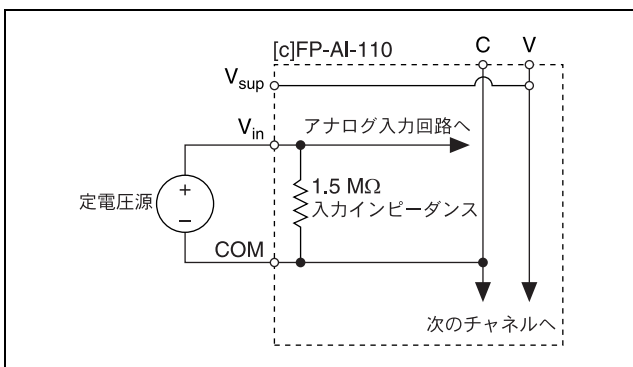 [c]FP-AI-110
C
V
Vsup
Vin
アナログ入力回路へ
+
定電圧源
−
1.5 MΩ
入力インピーダンス
COM
次のチャネルへ